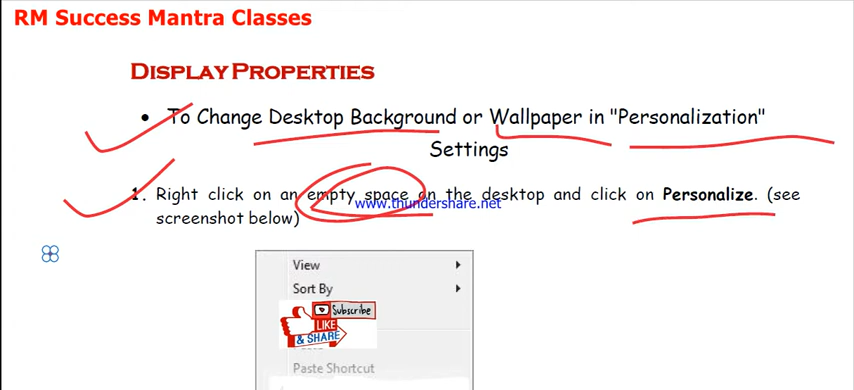 RM Success Mantra Classes
DISPLAY PROPERTIES
• To Change Desktop Background or Wallpaper in "Personalization"
Settings
1. Right click on an empty space on the desktop and click on Personalize. (see
www.thundershare.net
screenshot below)
View
Sort By
Subscribe
LIKE
& SHARE
Paste Shortcut